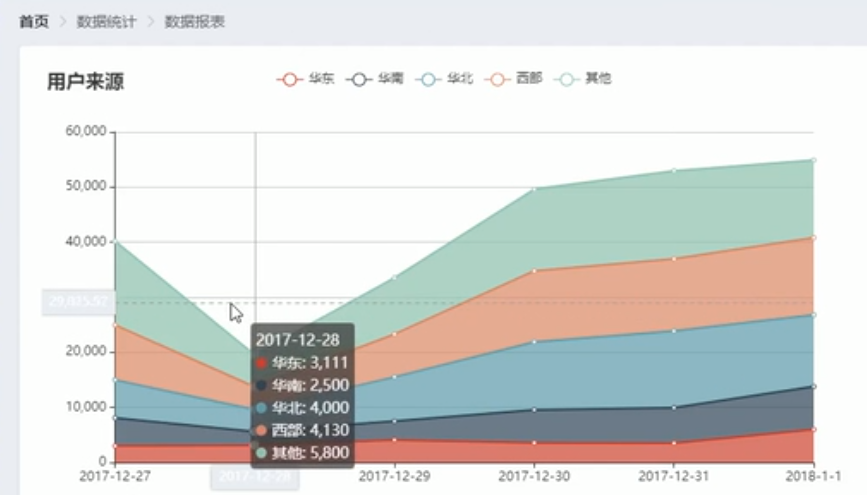 首页 > 数据统计 > 数据报表
用户来源
华东 华南 华北 西部 其他
60,000
50,000
40,000
20,000
10,000
0
2017-12-28
华东: 3,111
华南: 2,500
华北: 4,000
西部: 4,130
其他: 5,800
2017-12-27 2017-12-28 2017-12-29 2017-12-30 2017-12-31 2018-1-1